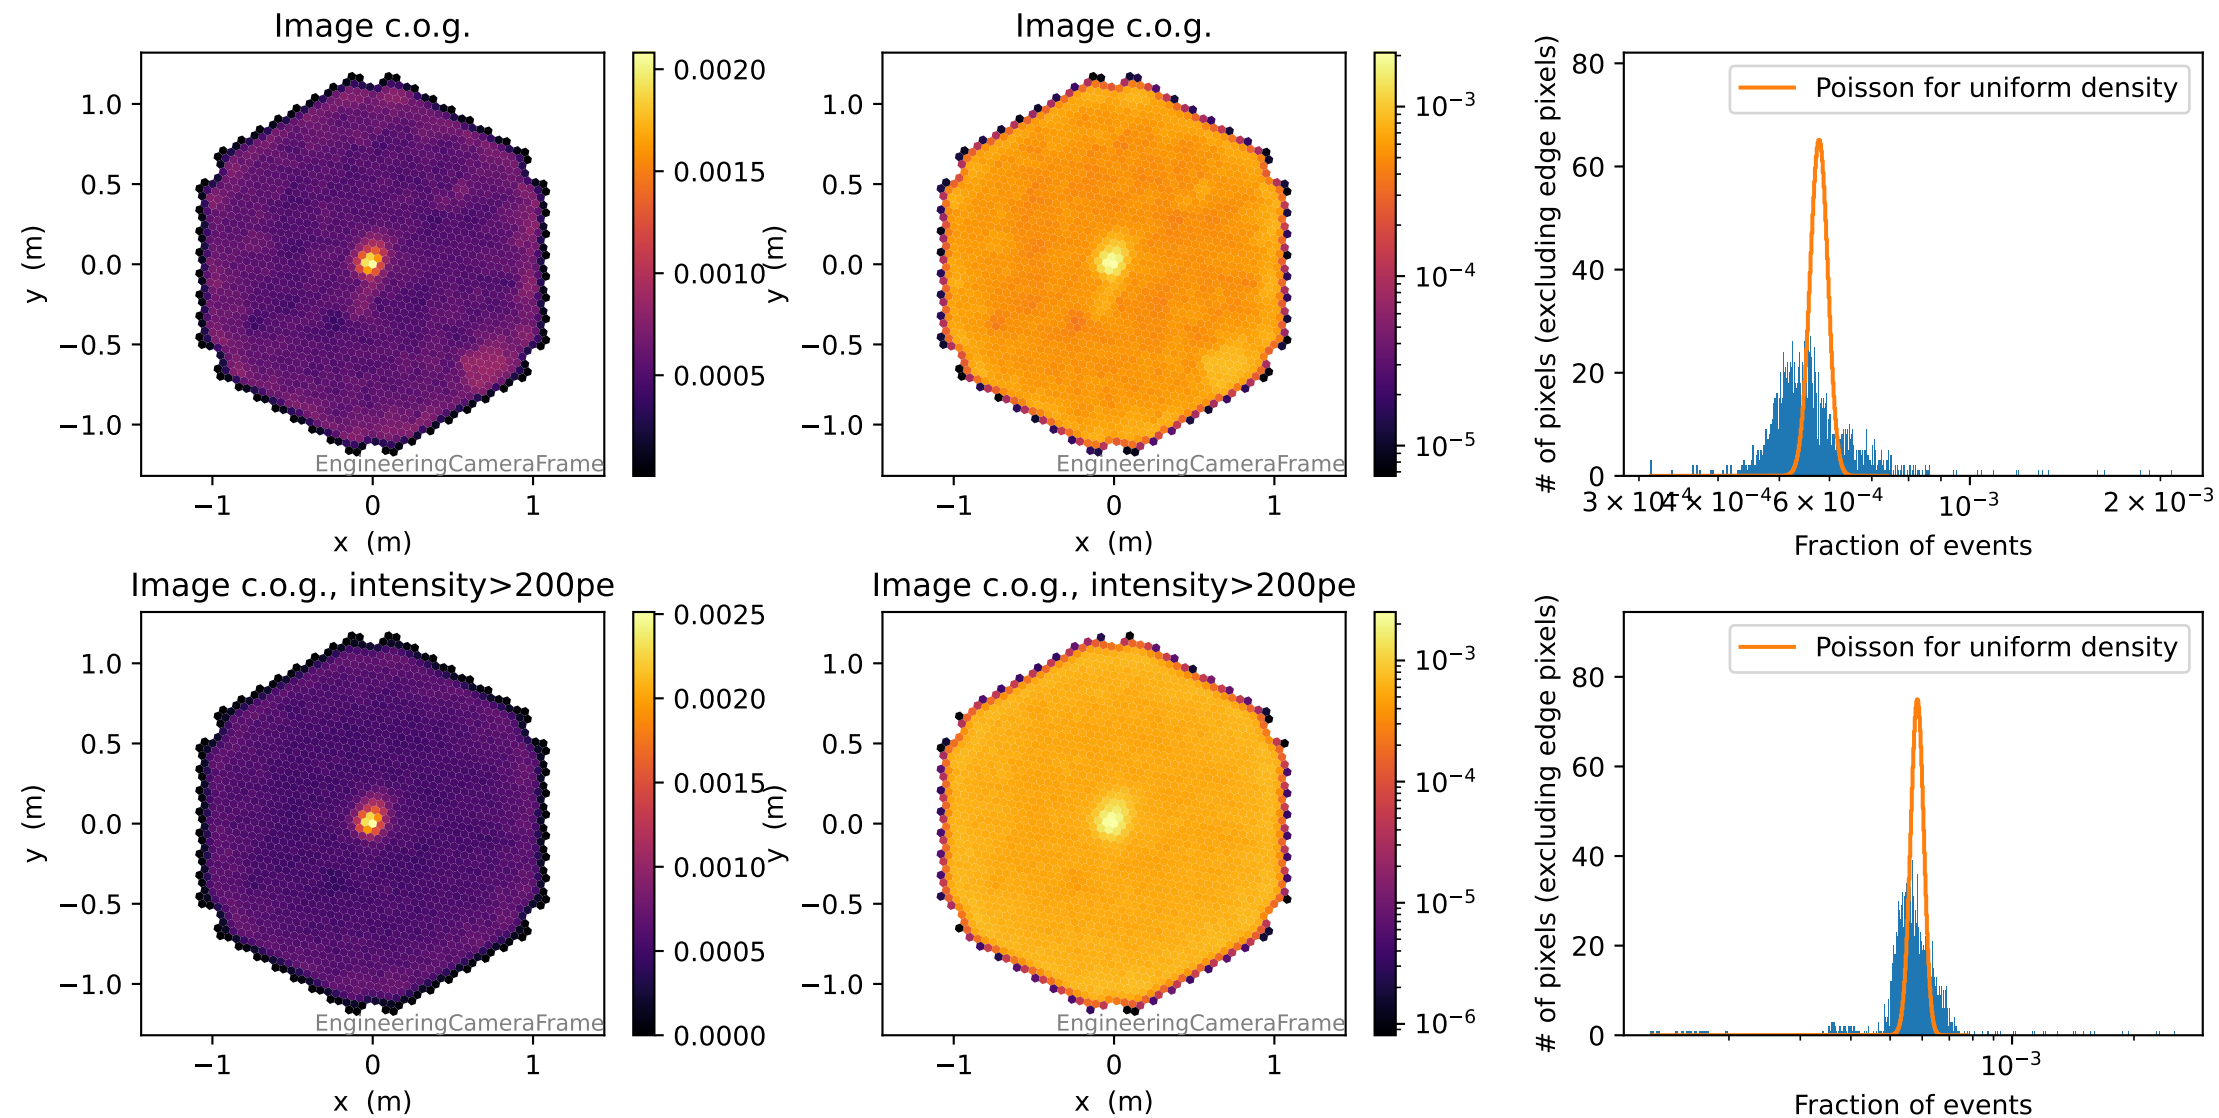 Image c.o.g.
1.0
0.5
0.0
−0.5
−1.0
y (m)
−1
0
1
x (m)
EngineeringCameraFrame
0.0020
0.0015
0.0010
0.0005
Image c.o.g.
1.0
0.5
0.0
−0.5
−1.0
y (m)
−1
0
1
x (m)
EngineeringCameraFrame
10⁻³
10⁻⁴
10⁻⁵
# of pixels (excluding edge pixels)
80
60
40
20
0
Poisson for uniform density
3 × 10⁻⁴
4 × 10⁻⁴
6 × 10⁻⁴
10⁻³
2 × 10⁻³
Fraction of events
Image c.o.g., intensity>200pe
1.0
0.5
0.0
−0.5
−1.0
y (m)
−1
0
1
x (m)
EngineeringCameraFrame
0.0025
0.0020
0.0015
0.0010
0.0005
0.0000
Image c.o.g., intensity>200pe
1.0
0.5
0.0
−0.5
−1.0
y (m)
−1
0
1
x (m)
EngineeringCameraFrame
10⁻³
10⁻⁴
10⁻⁵
10⁻⁶
# of pixels (excluding edge pixels)
80
60
40
20
0
Poisson for uniform density
10⁻³
Fraction of events